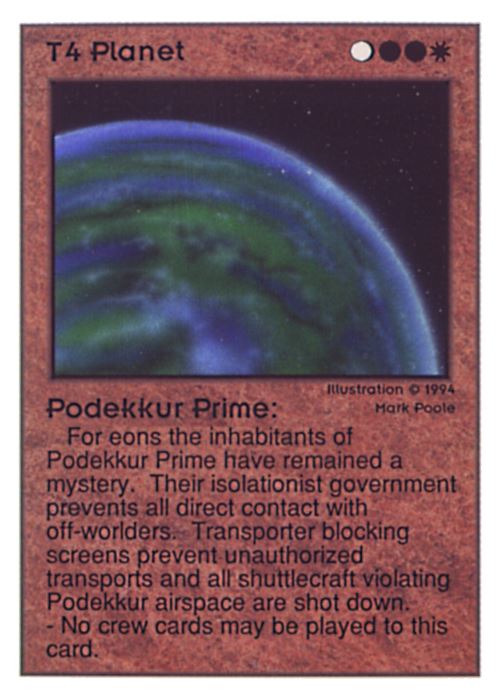 T4 Planet
Illustration © 1994
Mark Poole
Podekkur Prime:
For eons the inhabitants of
Podekkur Prime have remained a
mystery. Their isolationist government
prevents all direct contact with
off-worlders. Transporter blocking
screens prevent unauthorized
transports and all shuttlecraft violating
Podekkur airspace are shot down.
- No crew cards may be played to this
card.